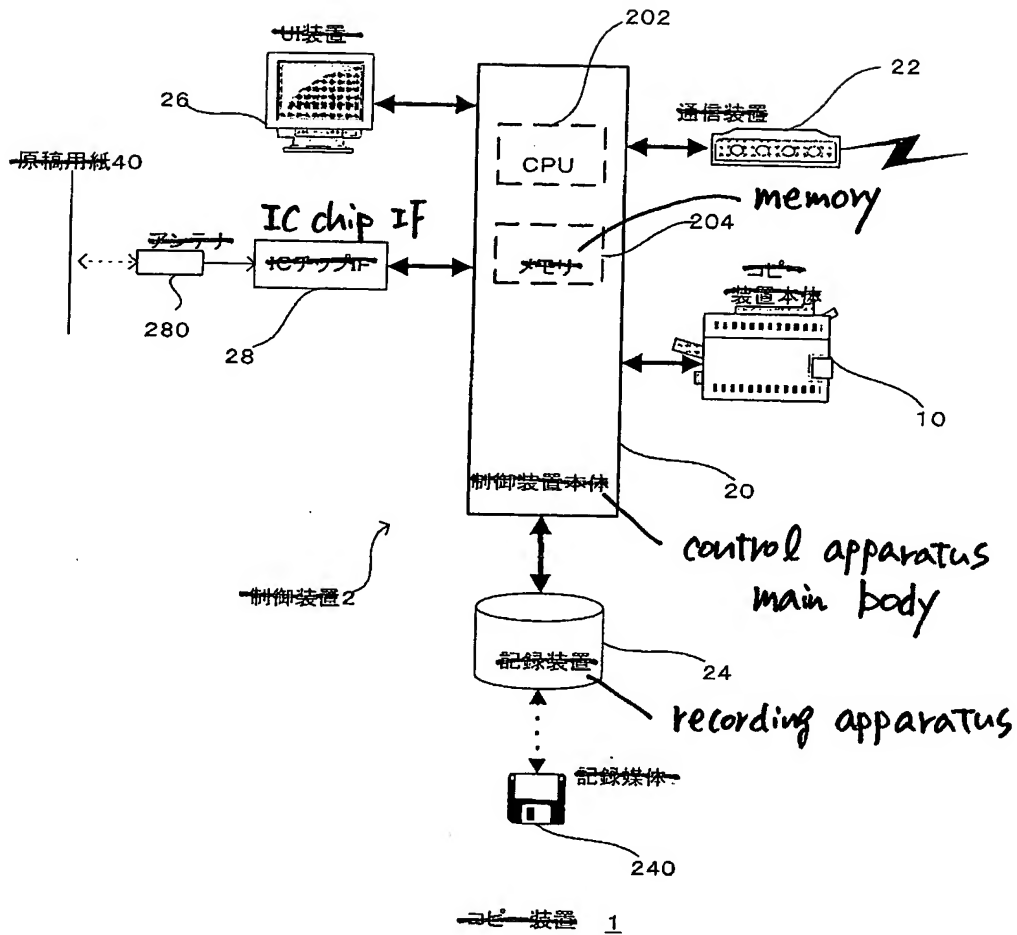 202
UI装置
22
26
通信装置
CPU
原稿用紙40
IC chip IF
memory
アンテナ
ICチップIF
204
メモリ
コピー
装置本体
280
28
10
制御装置本体
20
control apparatus
main body
制御装置2
記録装置
24
recording apparatus
記録媒体
240
コピー装置 1